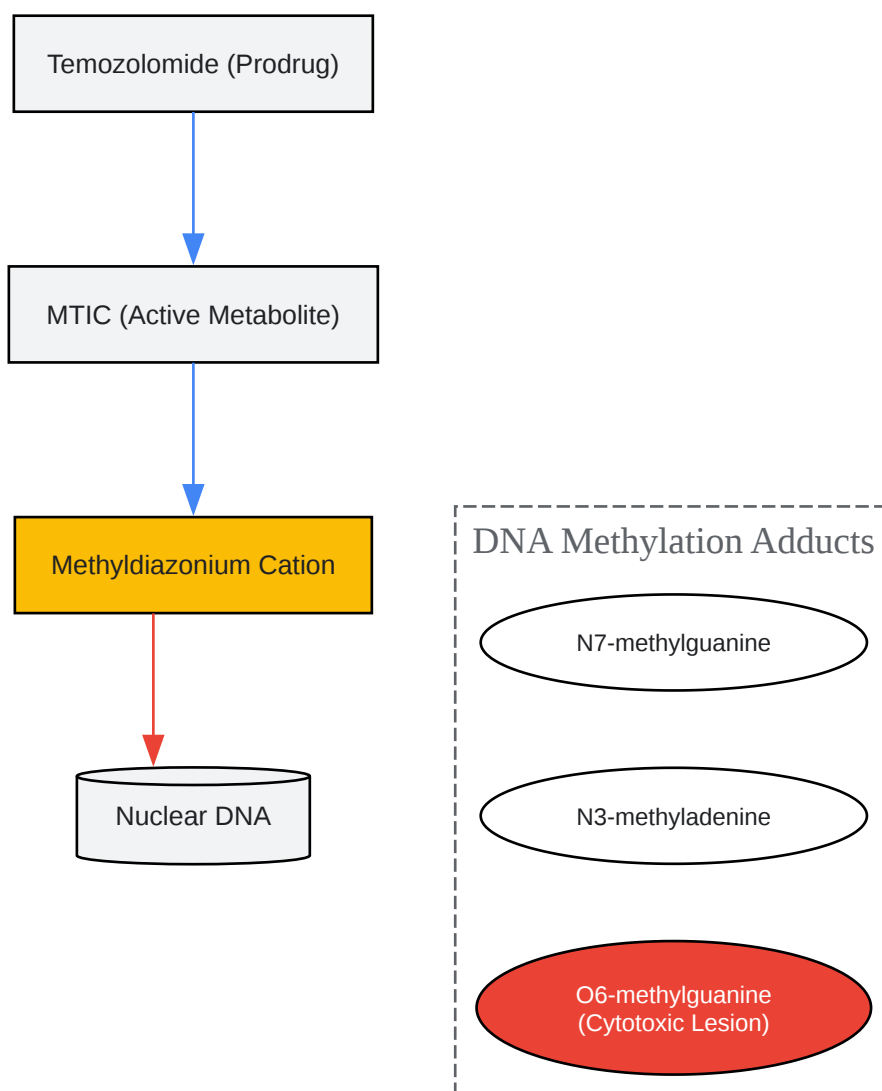 Temozolomide (Prodrug)
MTIC (Active Metabolite)
Methyldiazonium Cation
Nuclear DNA
DNA Methylation Adducts
N7-methylguanine
N3-methyladenine
O6-methylguanine
(Cytotoxic Lesion)